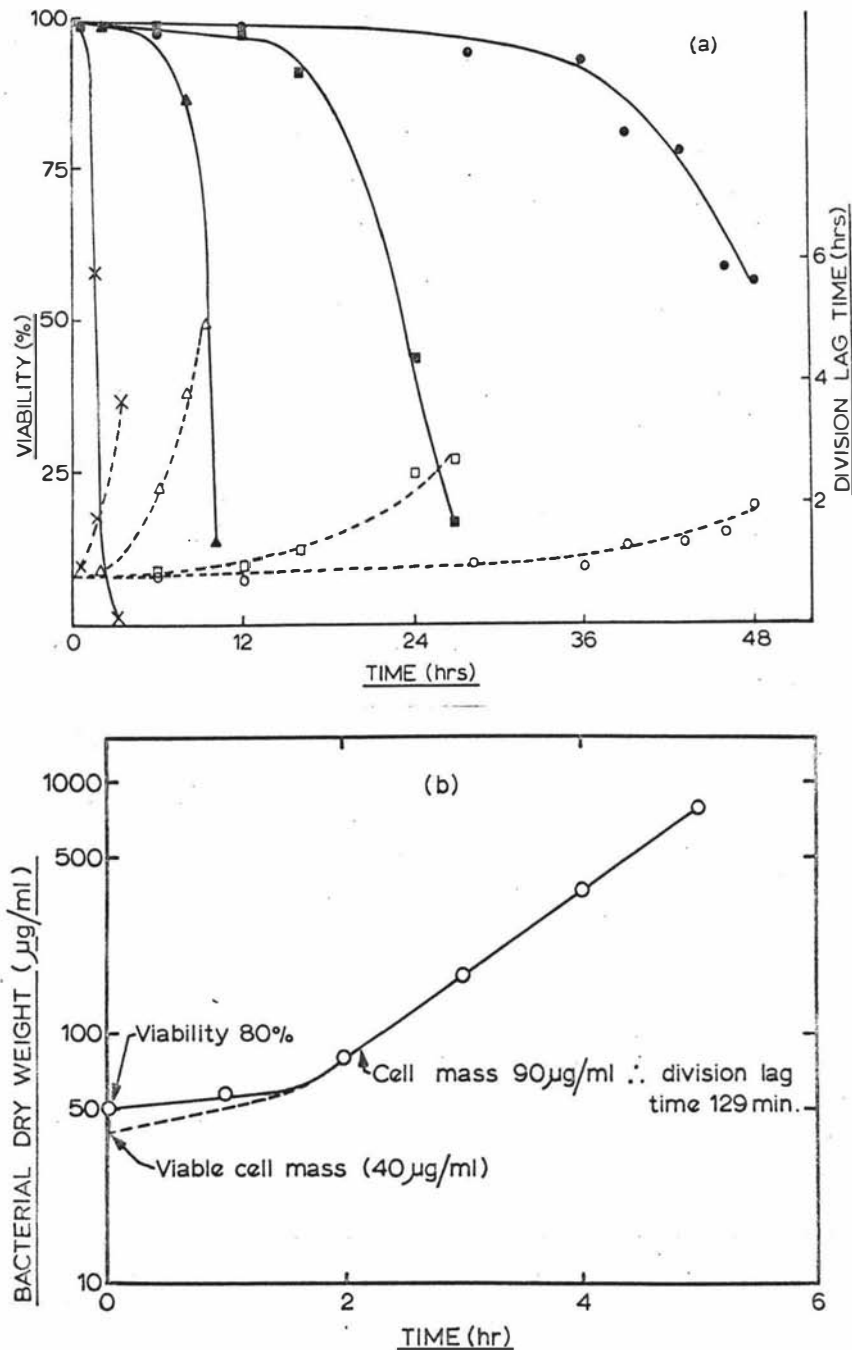 (a)
100
75
50
25
0
VIABILITY (%)
6
4
2
DIVISION LAG TIME (hrs)
0 12 24 36 48
TIME (hrs)
(b)
1000
500
100
50
10
BACTERIAL DRY WEIGHT (µg/ml)
Viability 80%
Cell mass 90µg/ml ∴ division lag
time 129 min.
Viable cell mass (40µg/ml)
0 2 4 6
TIME (hr)